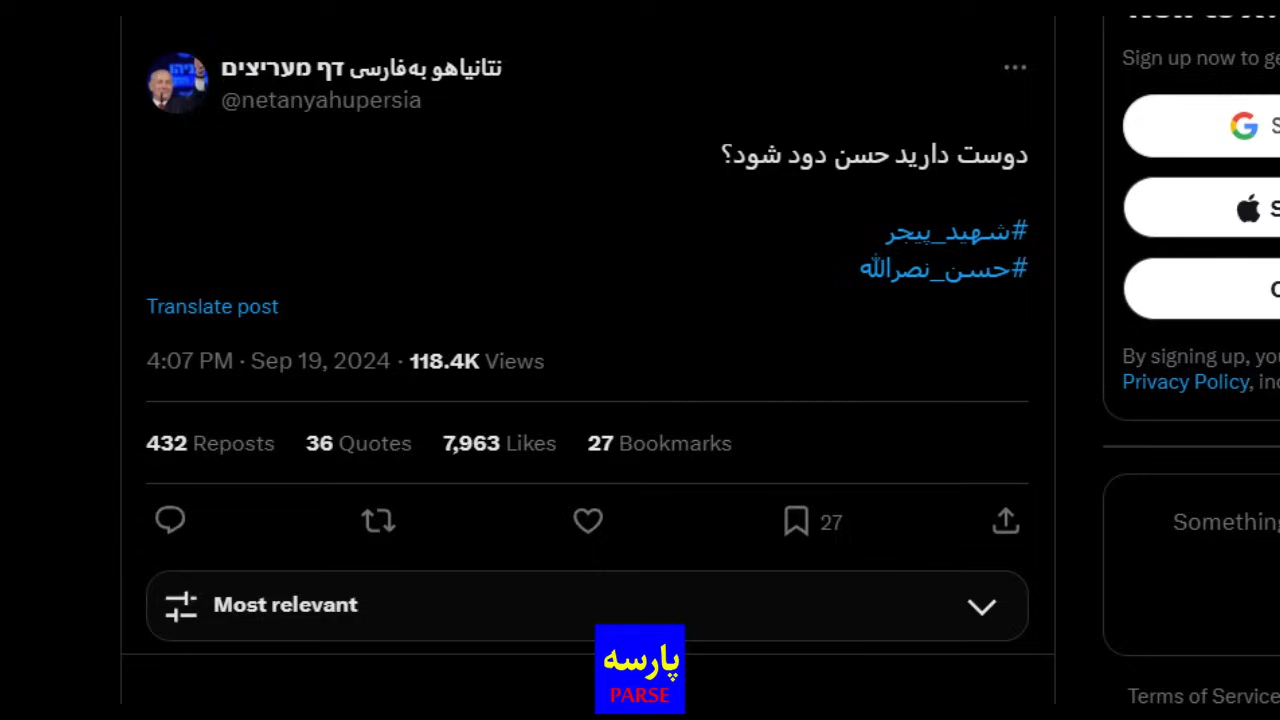 نتانیاهو به‌فارسی דף מעריצים
@netanyahupersia
دوست دارید حسن دود شود؟
#شهید_پیجر
#حسن_نصرالله
Translate post
4:07 PM · Sep 19, 2024 · 118.4K Views
432 Reposts 36 Quotes 7,963 Likes 27 Bookmarks
27
Most relevant
پارسه
PARSE
Sign up now to ge
S
S
C
By signing up, you
Privacy Policy, inc
Something
Terms of Service